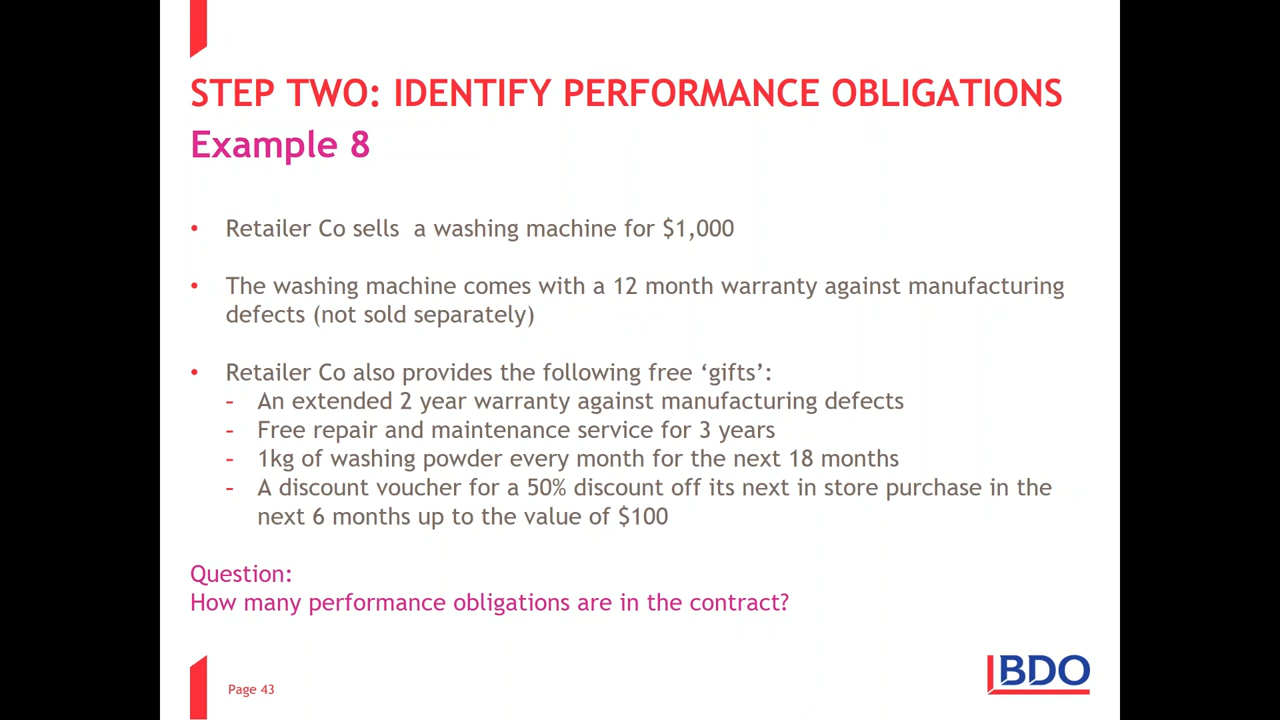 STEP TWO: IDENTIFY PERFORMANCE OBLIGATIONS
Example 8
• Retailer Co sells a washing machine for $1,000
• The washing machine comes with a 12 month warranty against manufacturing
defects (not sold separately)
• Retailer Co also provides the following free ‘gifts’:
- An extended 2 year warranty against manufacturing defects
- Free repair and maintenance service for 3 years
- 1kg of washing powder every month for the next 18 months
- A discount voucher for a 50% discount off its next in store purchase in the
next 6 months up to the value of $100
Question:
How many performance obligations are in the contract?
Page 43
BDO